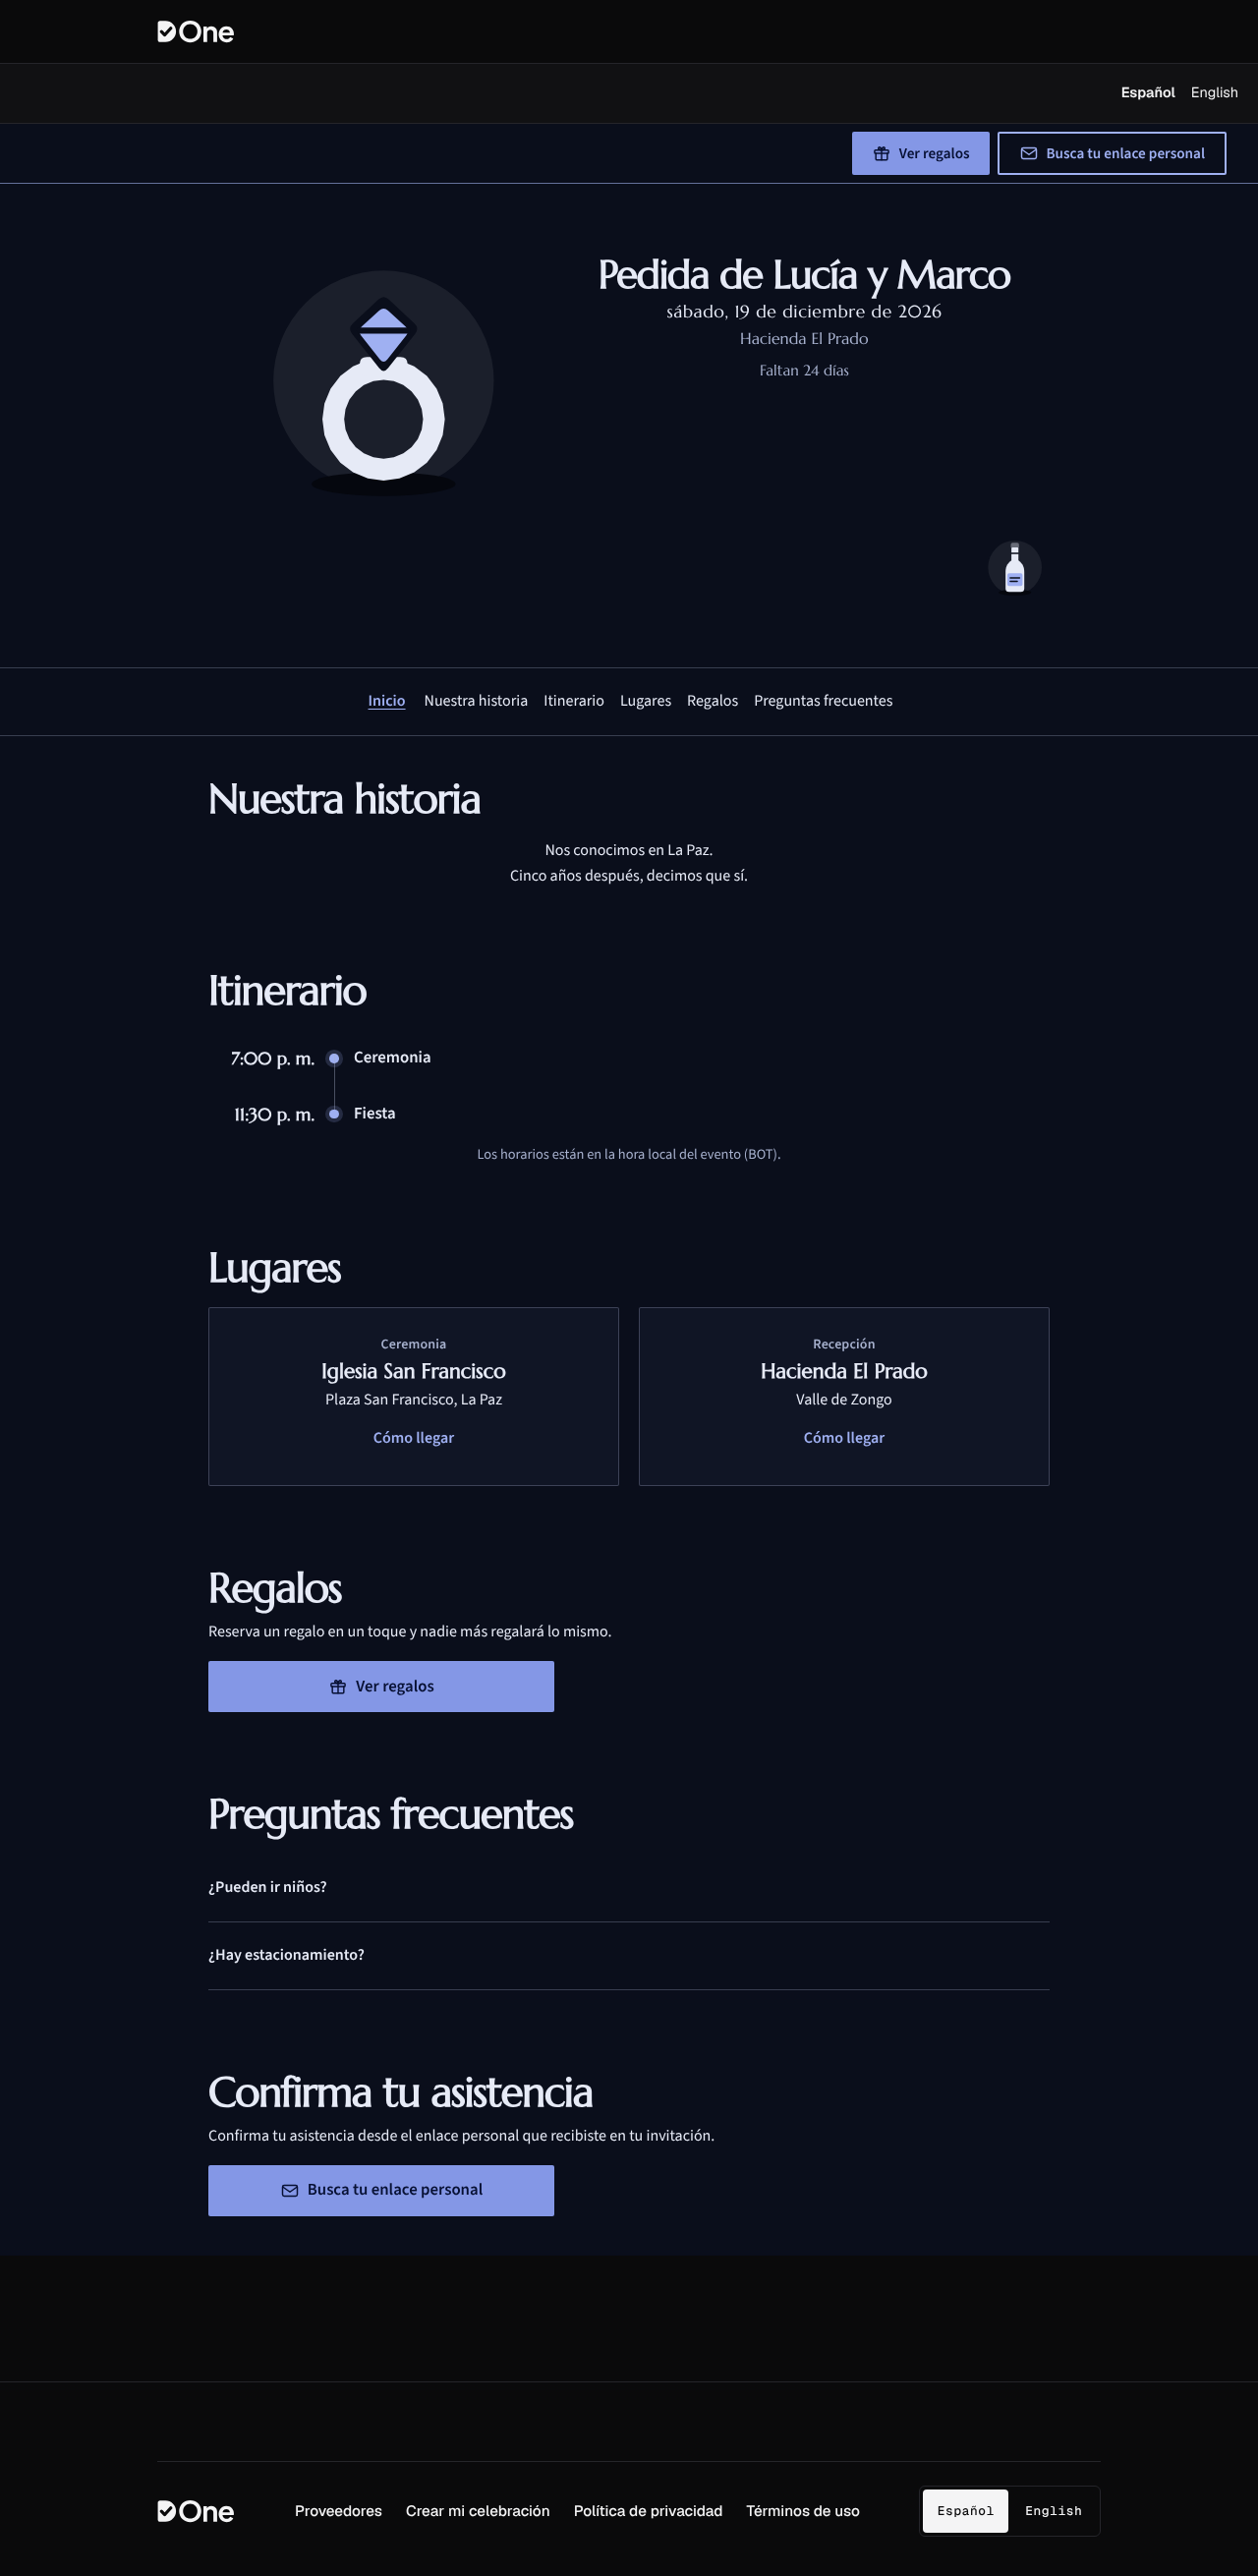 One
Español English
Ver regalos Busca tu enlace personal
Pedida de Lucía y Marco
sábado, 19 de diciembre de 2026
Hacienda El Prado
Faltan 24 días
Inicio Nuestra historia Itinerario Lugares Regalos Preguntas frecuentes
Nuestra historia
Nos conocimos en La Paz.
Cinco años después, decimos que sí.
Itinerario
7:00 p. m. Ceremonia
11:30 p. m. Fiesta
Los horarios están en la hora local del evento (BOT).
Lugares
Ceremonia
Iglesia San Francisco
Plaza San Francisco, La Paz
Cómo llegar
Recepción
Hacienda El Prado
Valle de Zongo
Cómo llegar
Regalos
Reserva un regalo en un toque y nadie más regalará lo mismo.
Ver regalos
Preguntas frecuentes
¿Pueden ir niños?
¿Hay estacionamiento?
Confirma tu asistencia
Confirma tu asistencia desde el enlace personal que recibiste en tu invitación.
Busca tu enlace personal
One Proveedores Crear mi celebración Política de privacidad Términos de uso Español English